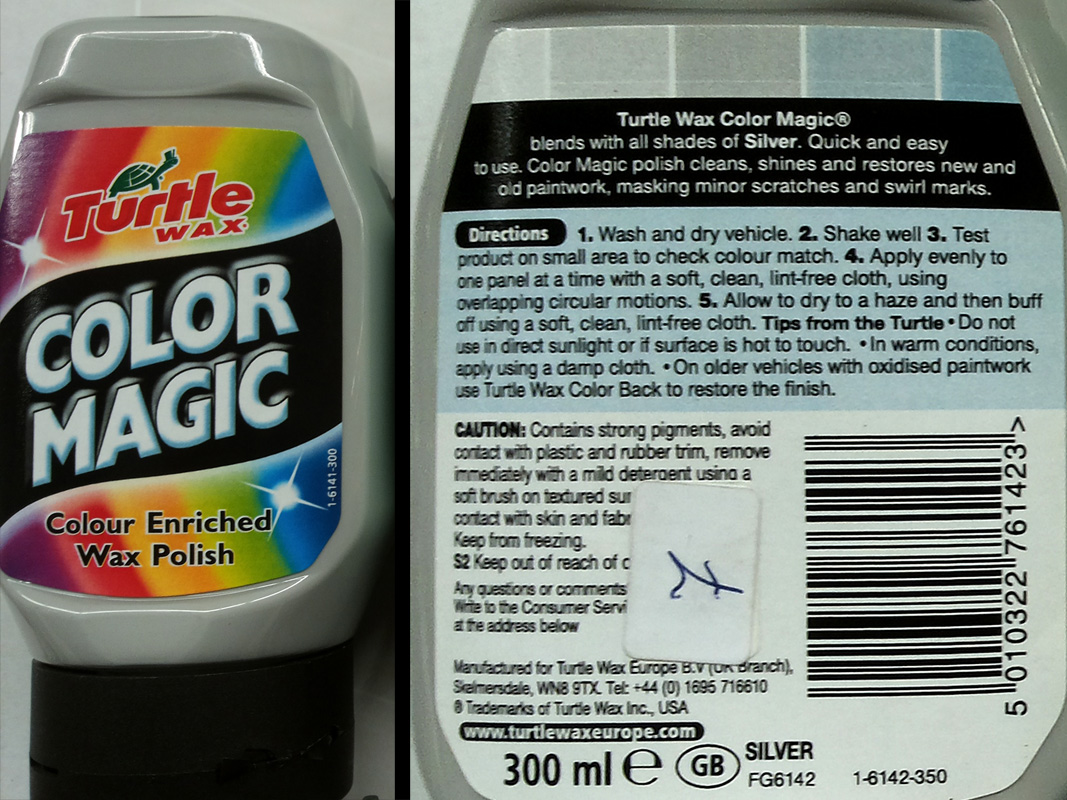 Turtle
WAX
COLOR
MAGIC
1-6141-300
Colour Enriched
Wax Polish
Turtle Wax Color Magic®
blends with all shades of Silver. Quick and easy
to use. Color Magic polish cleans, shines and restores new and
old paintwork, masking minor scratches and swirl marks.
Directions 1. Wash and dry vehicle. 2. Shake well 3. Test
product on small area to check colour match. 4. Apply evenly to
one panel at a time with a soft, clean, lint-free cloth, using
overlapping circular motions. 5. Allow to dry to a haze and then buff
off using a soft, clean, lint-free cloth. Tips from the Turtle • Do not
use in direct sunlight or if surface is hot to touch. • In warm conditions,
apply using a damp cloth. • On older vehicles with oxidised paintwork
use Turtle Wax Color Back to restore the finish.
CAUTION: Contains strong pigments, avoid
contact with plastic and rubber trim, remove
immediately with a mild detergent using a
soft brush on textured
contact with skin and
Keep from freezing.
S2 Keep out of reach of
Any questions or comments
Write to the Consumer
at the address below
Manufactured for Turtle Wax Europe B.V (UK Branch),
Skelmersdale, WN8 9TX. Tel: +44 (0) 1695 716610
® Trademarks of Turtle Wax Inc., USA
www.turtlewaxeurope.com
300 ml e GB SILVER
FG6142 1-6142-350
5 010322 761423 >